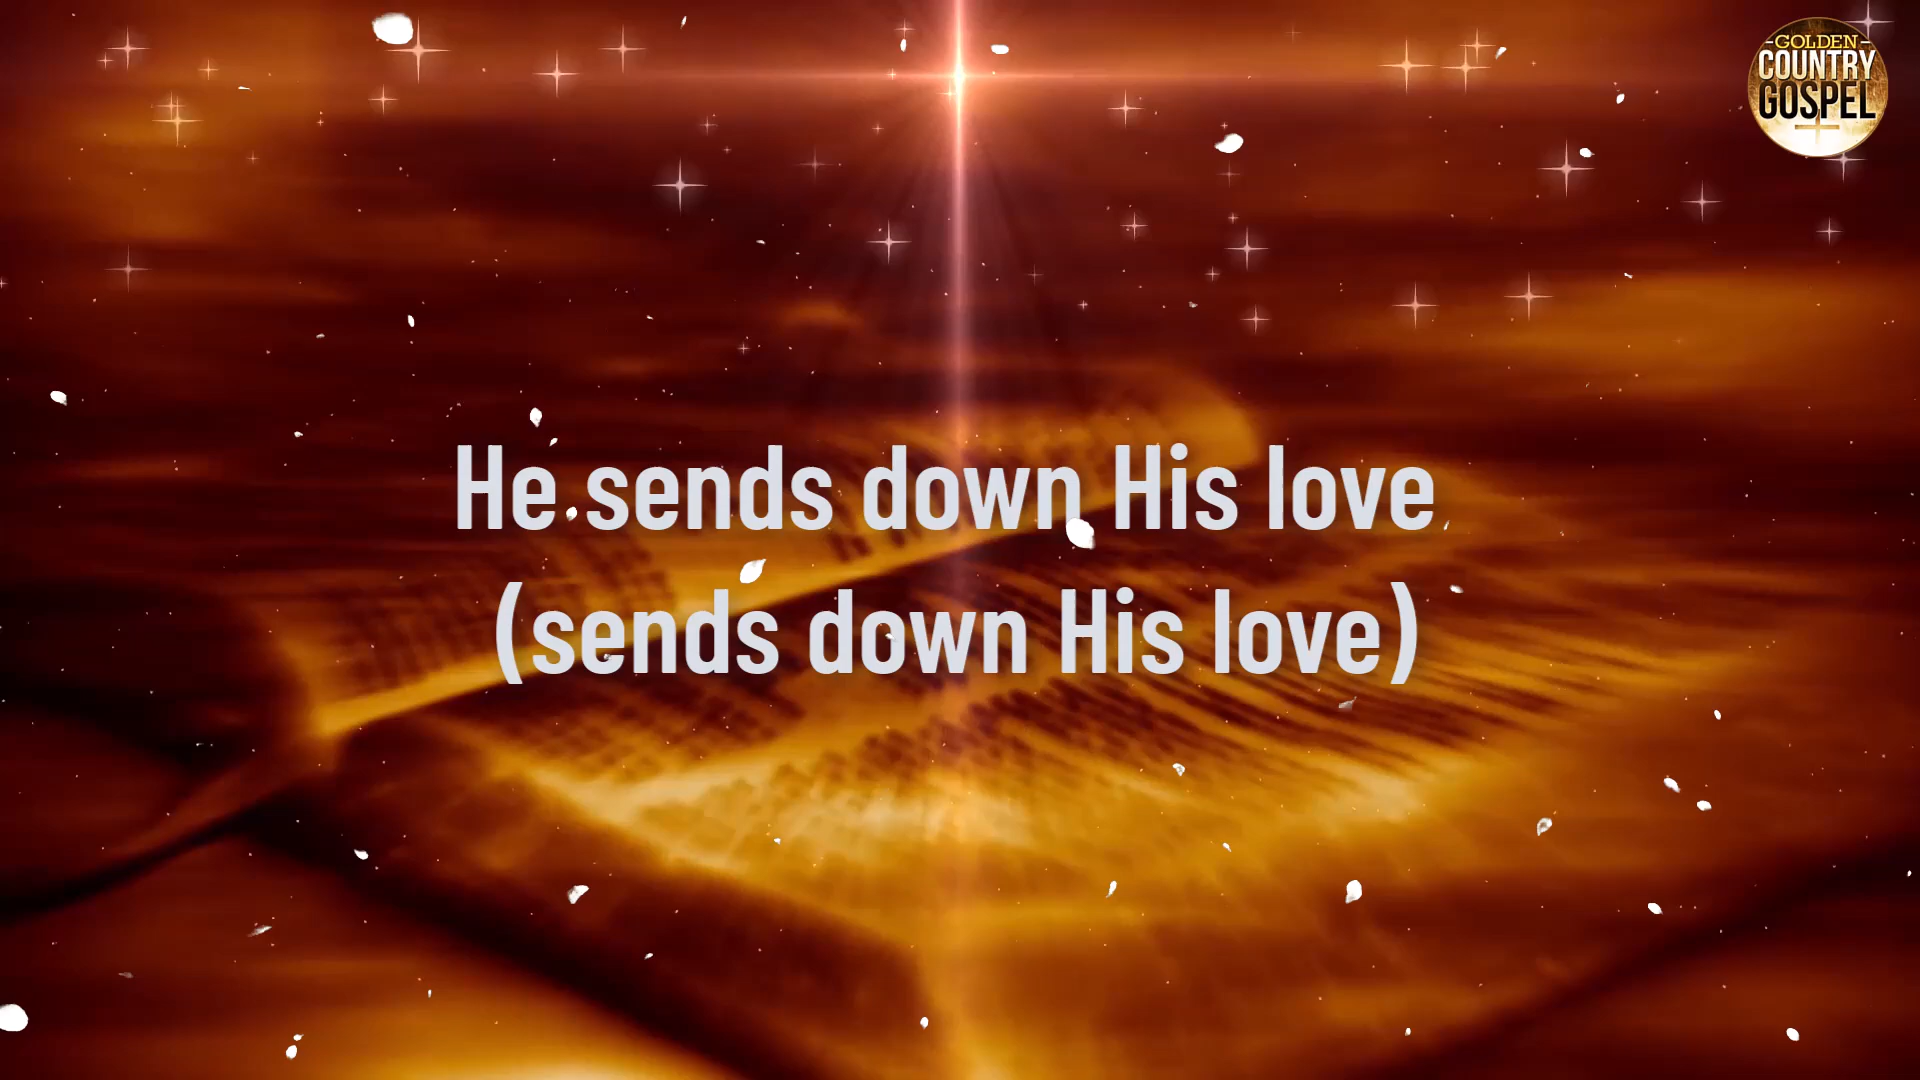 GOLDEN
COUNTRY
GOSPEL
He sends down His love
(sends down His love)